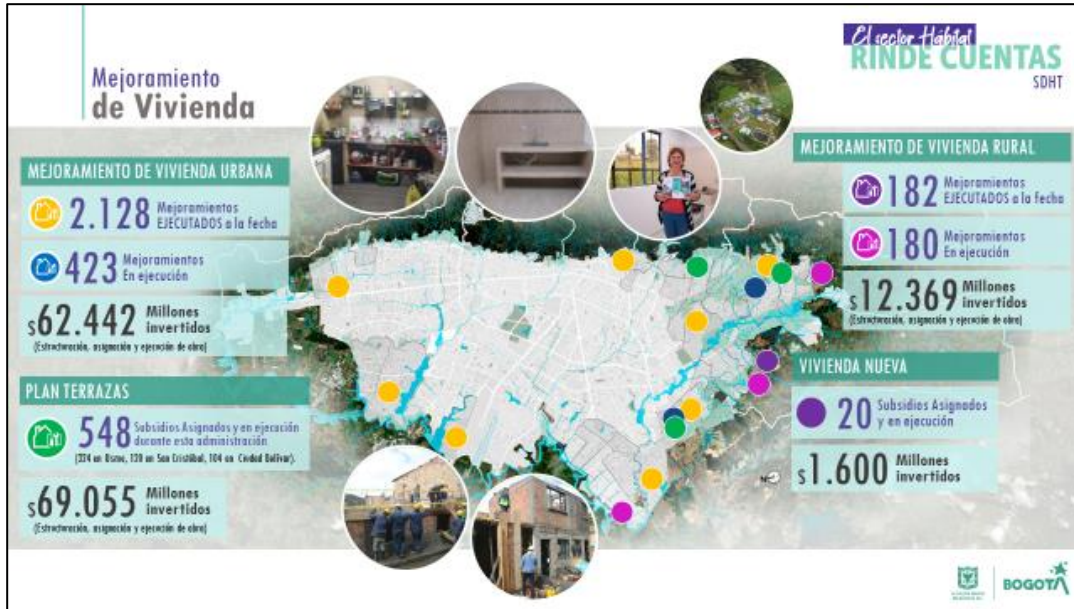 El sector Hábitat
RINDE CUENTAS
SDHT
Mejoramiento
de Vivienda
MEJORAMIENTO DE VIVIENDA URBANA
2.128 Mejoramientos
EJECUTADOS a la fecha
423 Mejoramientos
En ejecución
$62.442 Millones
invertidos
(Estructuración, asignación y ejecución de obra)
PLAN TERRAZAS
548 Subsidios Asignados y en ejecución
durante esta administración
(224 en Usme, 120 en San Cristóbal, 104 en Ciudad Bolívar).
$69.055 Millones
invertidos
(Estructuración, asignación y ejecución de obra)
MEJORAMIENTO DE VIVIENDA RURAL
182 Mejoramientos
EJECUTADOS a la fecha
180 Mejoramientos
En ejecución
$12.369 Millones
invertidos
(Estructuración, asignación y ejecución de obra)
VIVIENDA NUEVA
20 Subsidios Asignados
y en ejecución
$1.600 Millones
invertidos
N
BOGOTÁ